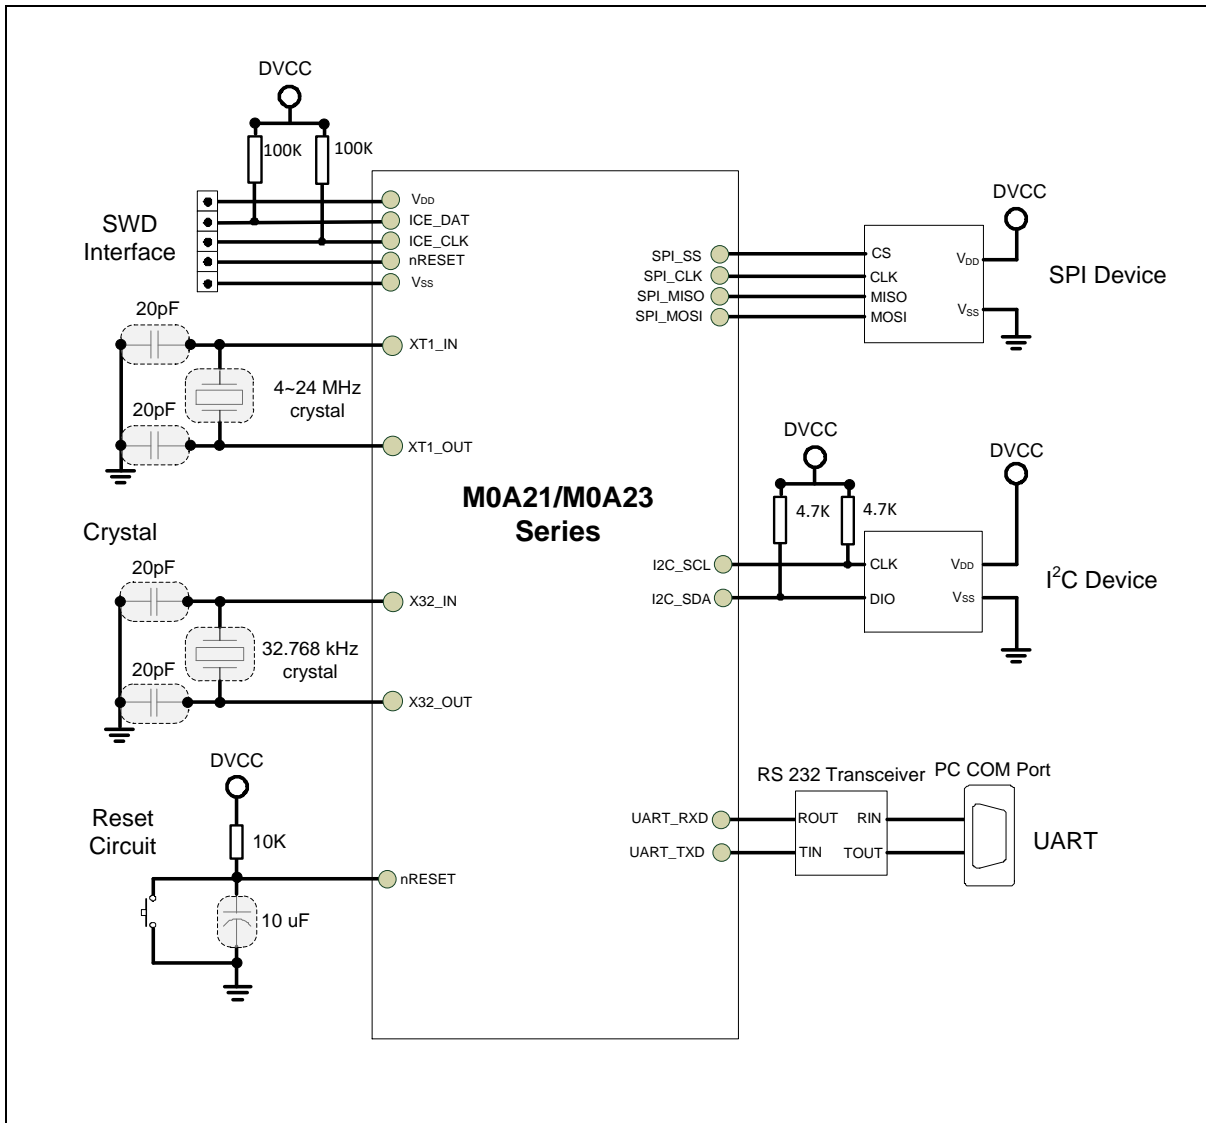 DVCC
100K
100K
SWD
Interface
VDD
ICE_DAT
ICE_CLK
nRESET
VSS
20pF
XT1_IN
4~24 MHz
crystal
20pF
XT1_OUT
Crystal
20pF
X32_IN
32.768 kHz
crystal
20pF
X32_OUT
DVCC
Reset
Circuit
10K
nRESET
10 uF
M0A21/M0A23
Series
DVCC
SPI_SS
SPI_CLK
SPI_MISO
SPI_MOSI
CS
CLK
MISO
MOSI
VDD
VSS
SPI Device
DVCC
DVCC
4.7K
4.7K
I2C_SCL
I2C_SDA
CLK
DIO
VDD
VSS
I²C Device
RS 232 Transceiver
PC COM Port
UART_RXD
UART_TXD
ROUT
RIN
TIN
TOUT
UART